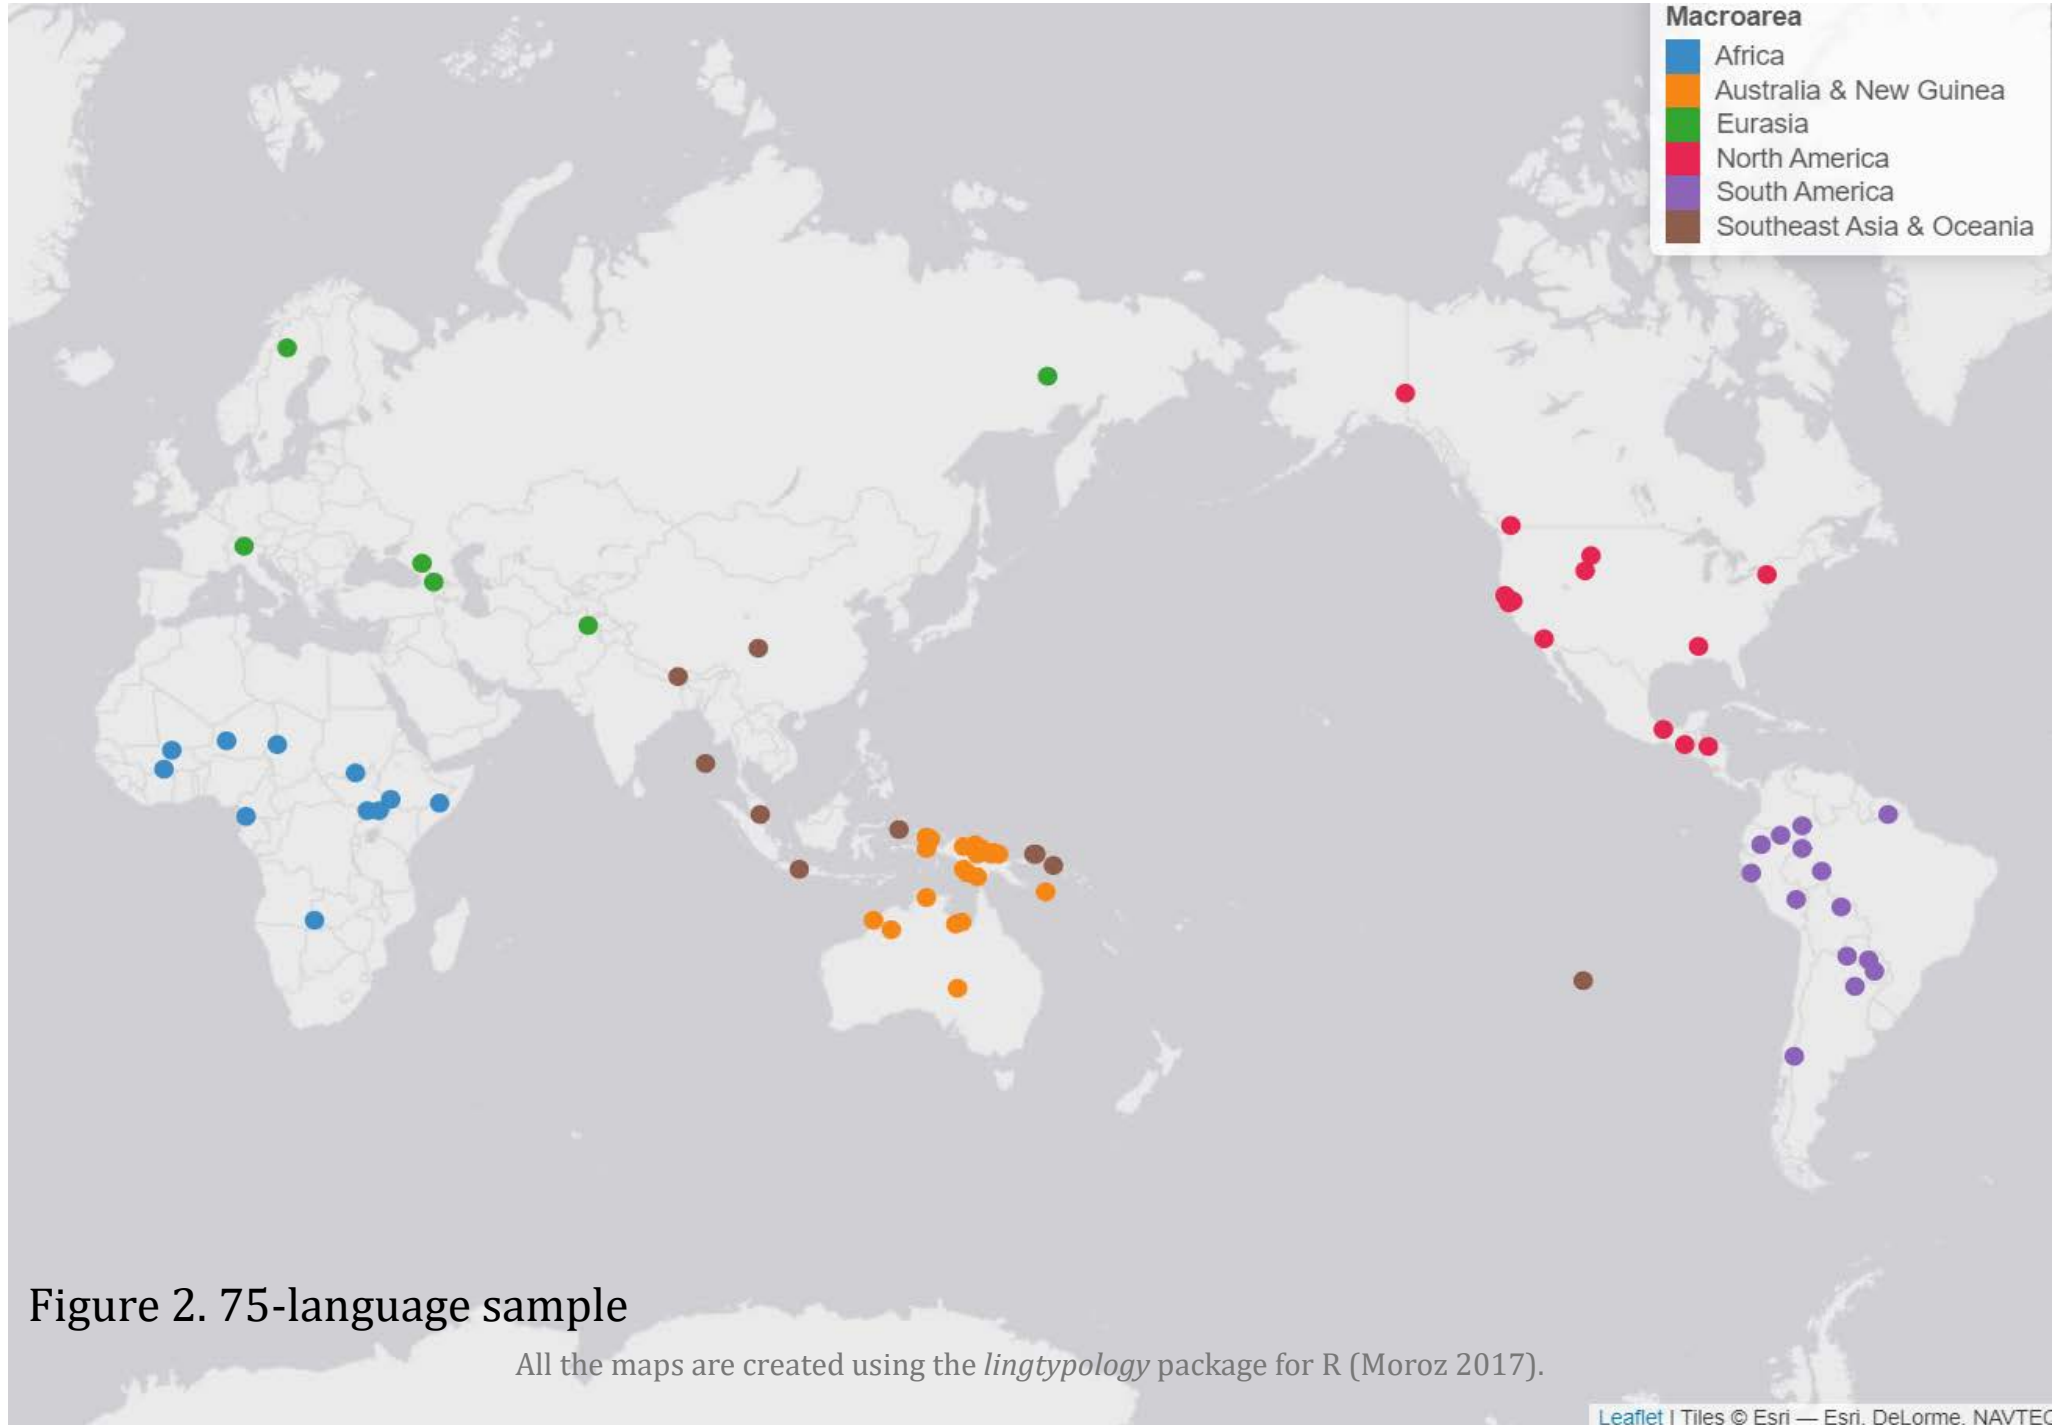 Macroarea
Africa
Australia & New Guinea
Eurasia
North America
South America
Southeast Asia & Oceania
Figure 2. 75-language sample
All the maps are created using the lingtypology package for R (Moroz 2017).
Leaflet | Tiles © Esri — Esri, DeLorme, NAVTEQ